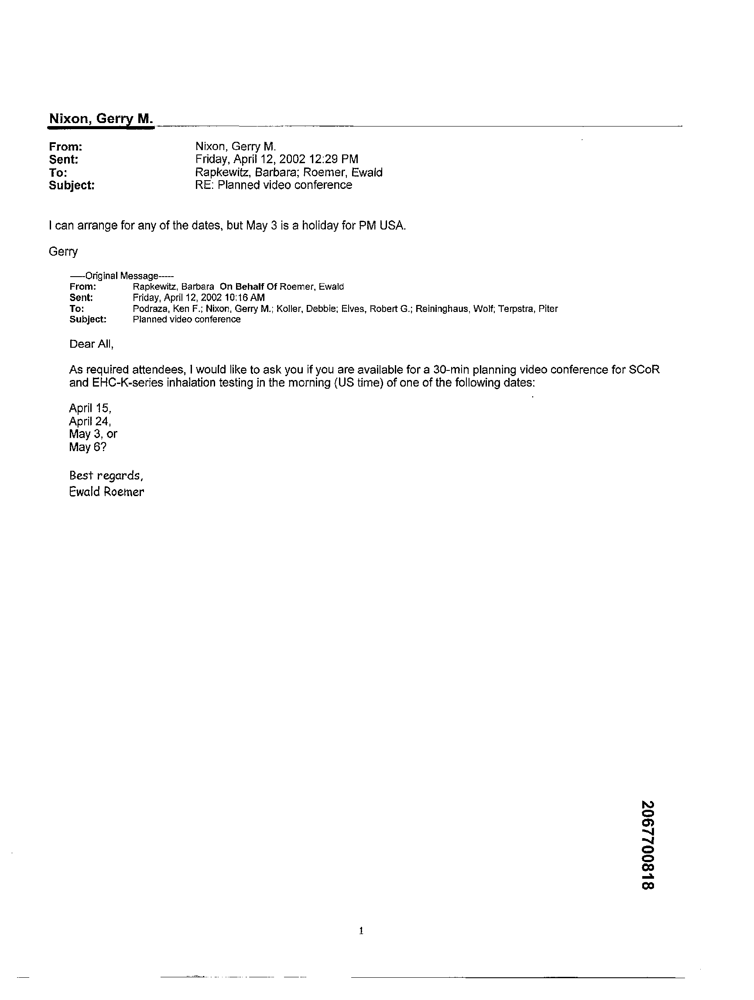 Nixon, Gerry M.
From: Nixon, Gerry M.
Sent: Friday, April 12, 2002 12:29 PM
To: Rapkewitz, Barbara; Roemer, Ewald
Subject: RE: Planned video conference
I can arrange for any of the dates, but May 3 is a holiday for PM USA.
Gerry
-----Original Message-----
From: Rapkewitz, Barbara On Behalf Of Roemer, Ewald
Sent: Friday, April 12, 2002 10:16 AM
To: Podraza, Ken F.; Nixon, Gerry M.; Koller, Debbie; Elves, Robert G.; Reininghaus, Wolf; Terpstra, Piter
Subject: Planned video conference
Dear All,
As required attendees, I would like to ask you if you are available for a 30-min planning video conference for SCoR
and EHC-K-series inhalation testing in the morning (US time) of one of the following dates:
April 15,
April 24,
May 3, or
May 6?
Best regards,
Ewald Roemer
2067700818
1